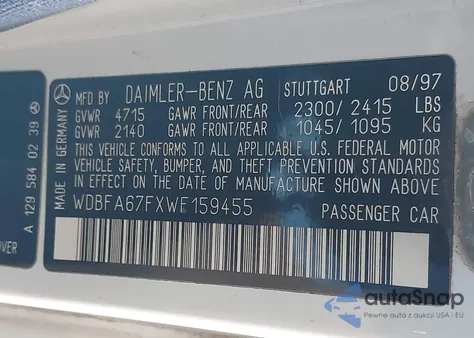 MFD BY DAIMLER-BENZ AG STUTTGART 08/97
GVWR 4715 GAWR FRONT/REAR 2300/ 2415 LBS
GVWR 2140 GAWR FRONT/REAR 1045/ 1095 KG
THIS VEHICLE CONFORMS TO ALL APPLICABLE U.S. FEDERAL MOTOR
VEHICLE SAFETY, BUMPER, AND THEFT PREVENTION STANDARDS IN
EFFECT ON THE DATE OF MANUFACTURE SHOWN ABOVE.
WDBFA67FXWF159455 PASSENGER CAR
MADE IN GERMANY
A 129 584 02 39
OVER
autoSnap
Pewne auta z aukcji USA i EU